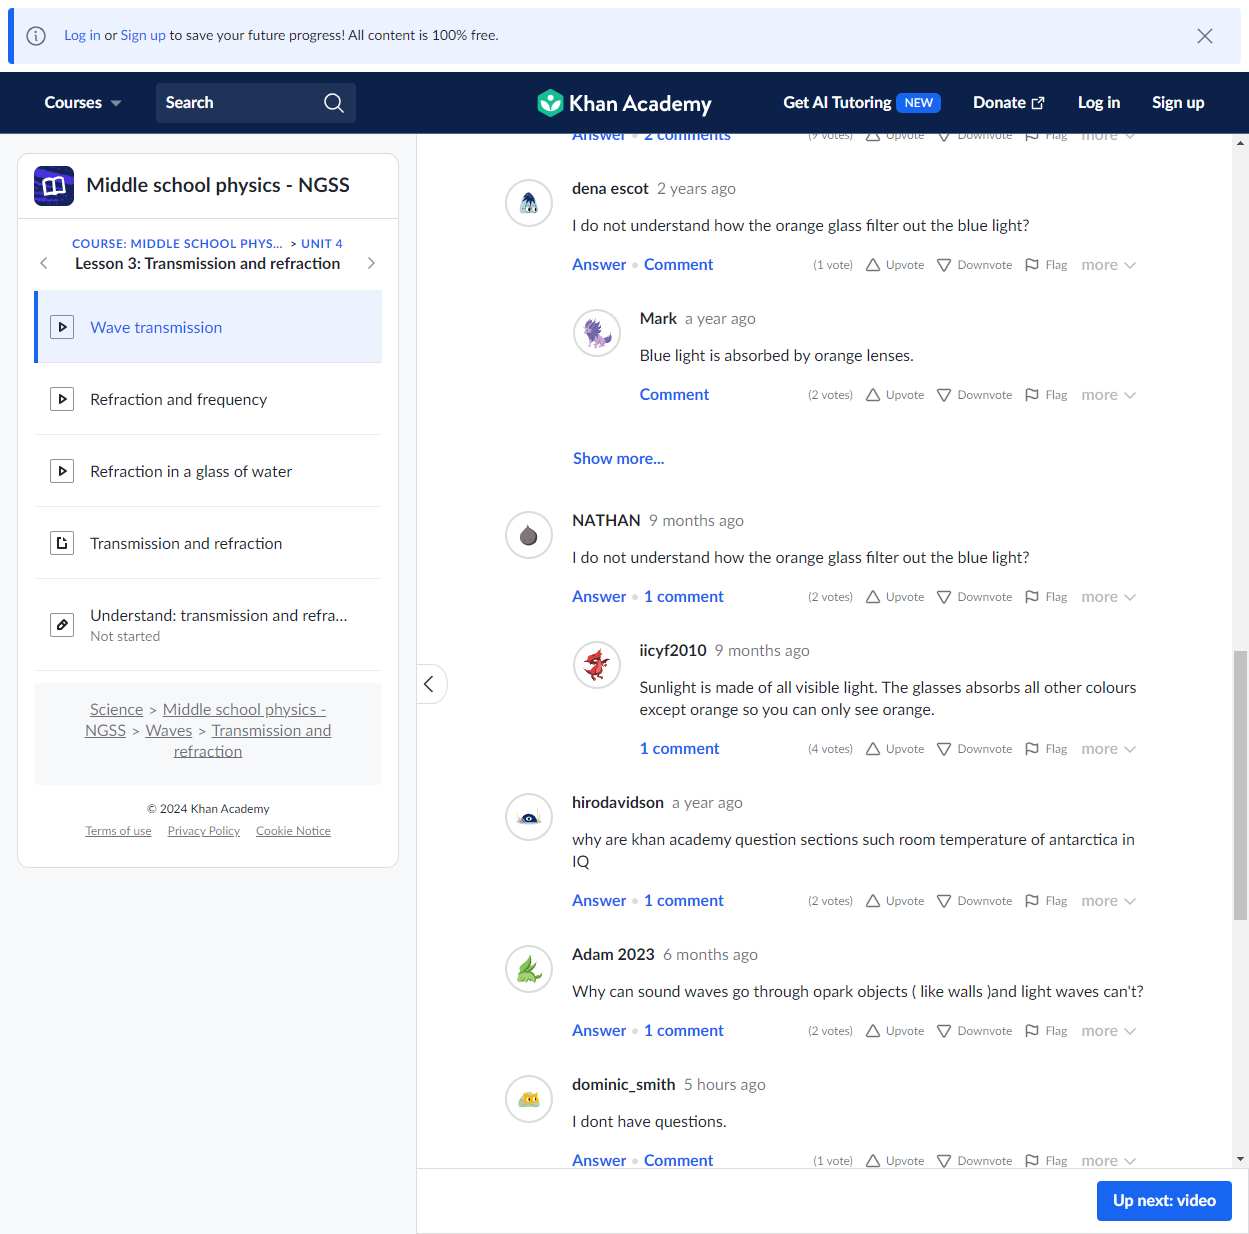 Log in or Sign up to save your future progress! All content is 100% free.
Courses Search Khan Academy Get AI Tutoring NEW Donate Log in Sign up
Middle school physics - NGSS
COURSE: MIDDLE SCHOOL PHYS... > UNIT 4
Lesson 3: Transmission and refraction
Wave transmission
Refraction and frequency
Refraction in a glass of water
Transmission and refraction
Understand: transmission and refra...
Not started
Science > Middle school physics -
NGSS > Waves > Transmission and
refraction
© 2024 Khan Academy
Terms of use Privacy Policy Cookie Notice
Answer • 2 comments (9 votes) Upvote Downvote Flag more
dena escot 2 years ago
I do not understand how the orange glass filter out the blue light?
Answer • Comment (1 vote) Upvote Downvote Flag more
Mark a year ago
Blue light is absorbed by orange lenses.
Comment (2 votes) Upvote Downvote Flag more
Show more...
NATHAN 9 months ago
I do not understand how the orange glass filter out the blue light?
Answer • 1 comment (2 votes) Upvote Downvote Flag more
iicyf2010 9 months ago
Sunlight is made of all visible light. The glasses absorbs all other colours
except orange so you can only see orange.
1 comment (4 votes) Upvote Downvote Flag more
hirodavidson a year ago
why are khan academy question sections such room temperature of antarctica in
IQ
Answer • 1 comment (2 votes) Upvote Downvote Flag more
Adam 2023 6 months ago
Why can sound waves go through opark objects ( like walls )and light waves can't?
Answer • 1 comment (2 votes) Upvote Downvote Flag more
dominic_smith 5 hours ago
I dont have questions.
Answer • Comment (1 vote) Upvote Downvote Flag more
Up next: video